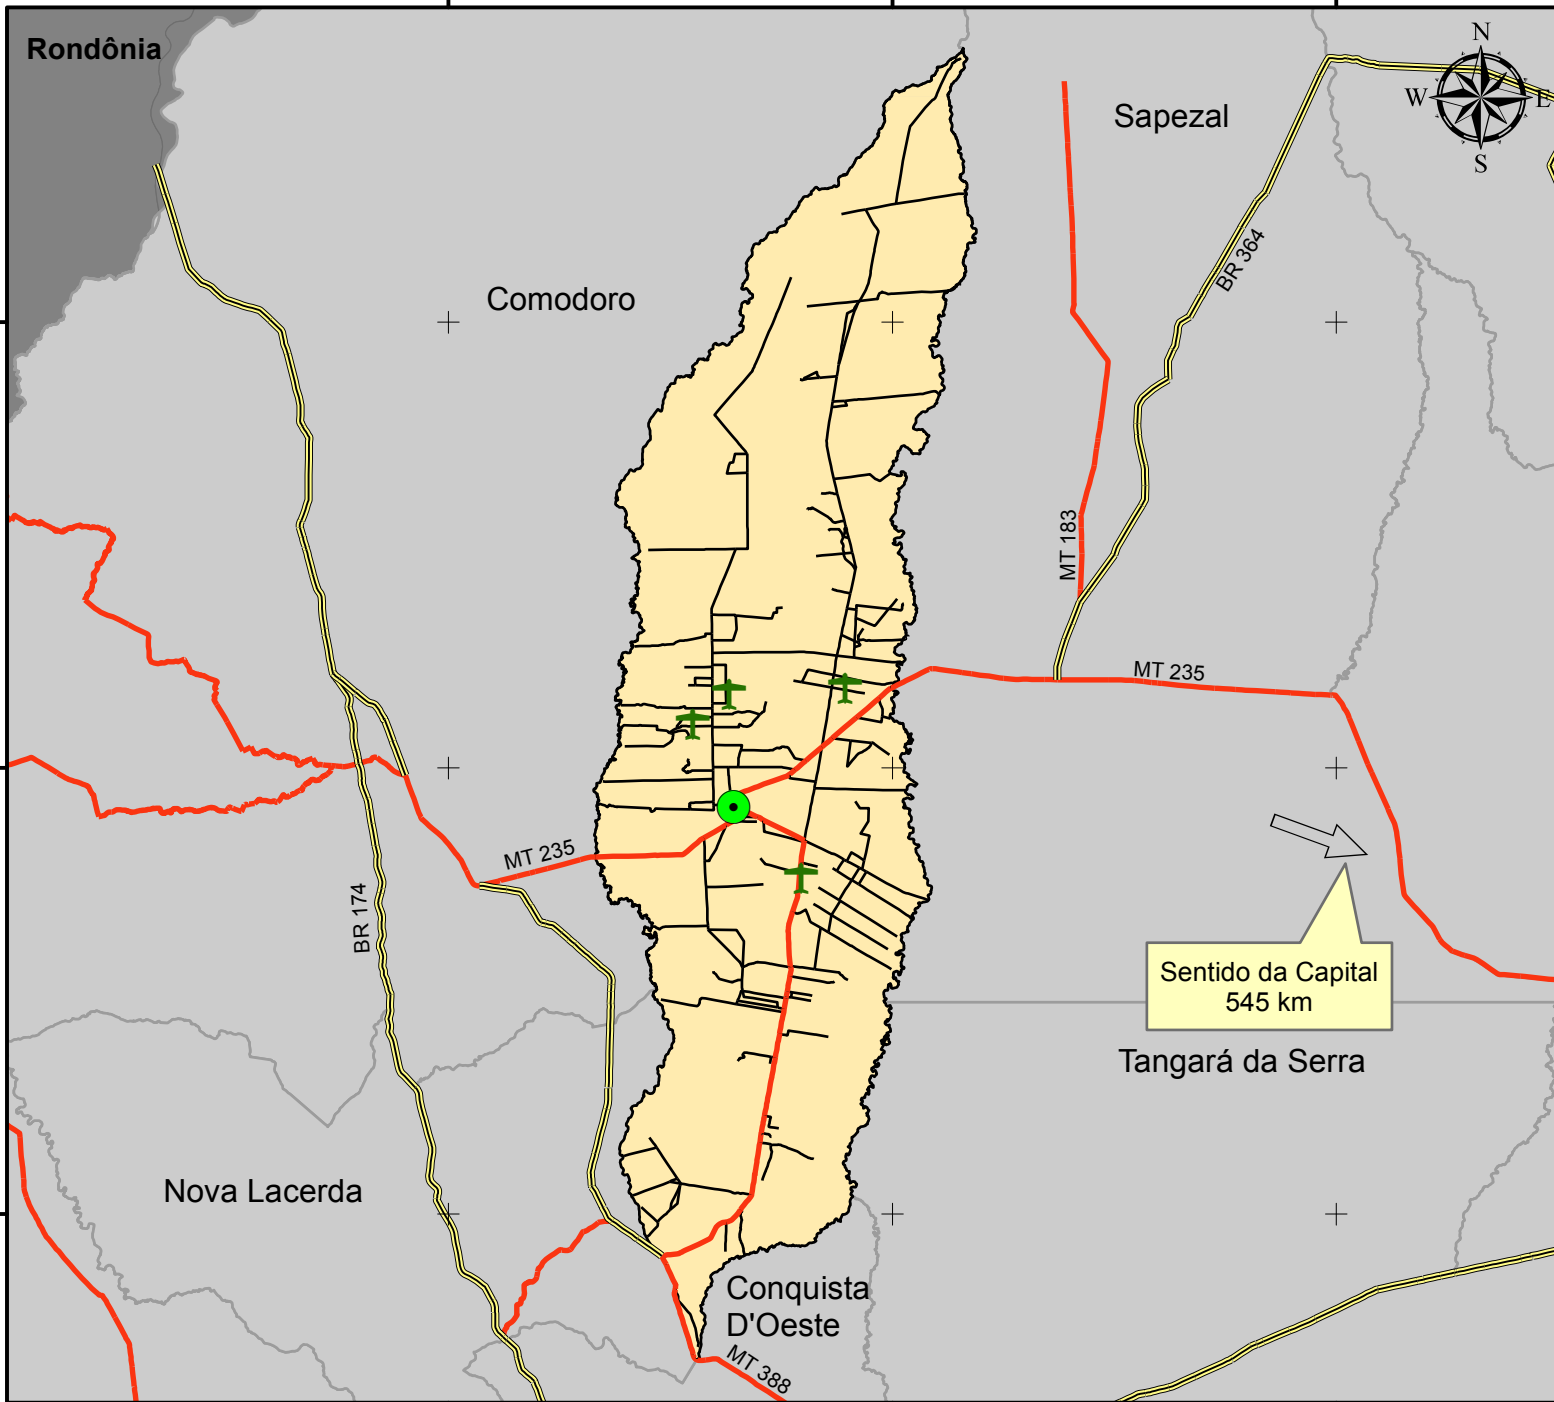 Rondônia
N
W
E
S
Sapezal
BR 364
Comodoro
MT 183
MT 235
MT 235
BR 174
Sentido da Capital
545 km
Tangará da Serra
Nova Lacerda
Conquista
D'Oeste
MT 388